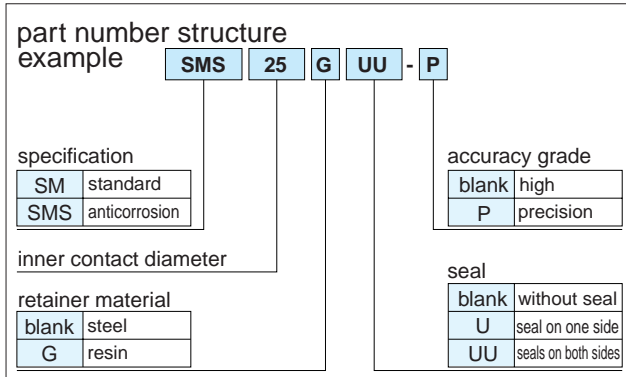 part number structure
example
SMS 25 G UU - P
specification
SM standard
SMS anticorrosion
inner contact diameter
retainer material
blank steel
G resin
accuracy grade
blank high
P precision
seal
blank without seal
U seal on one side
UU seals on both sides